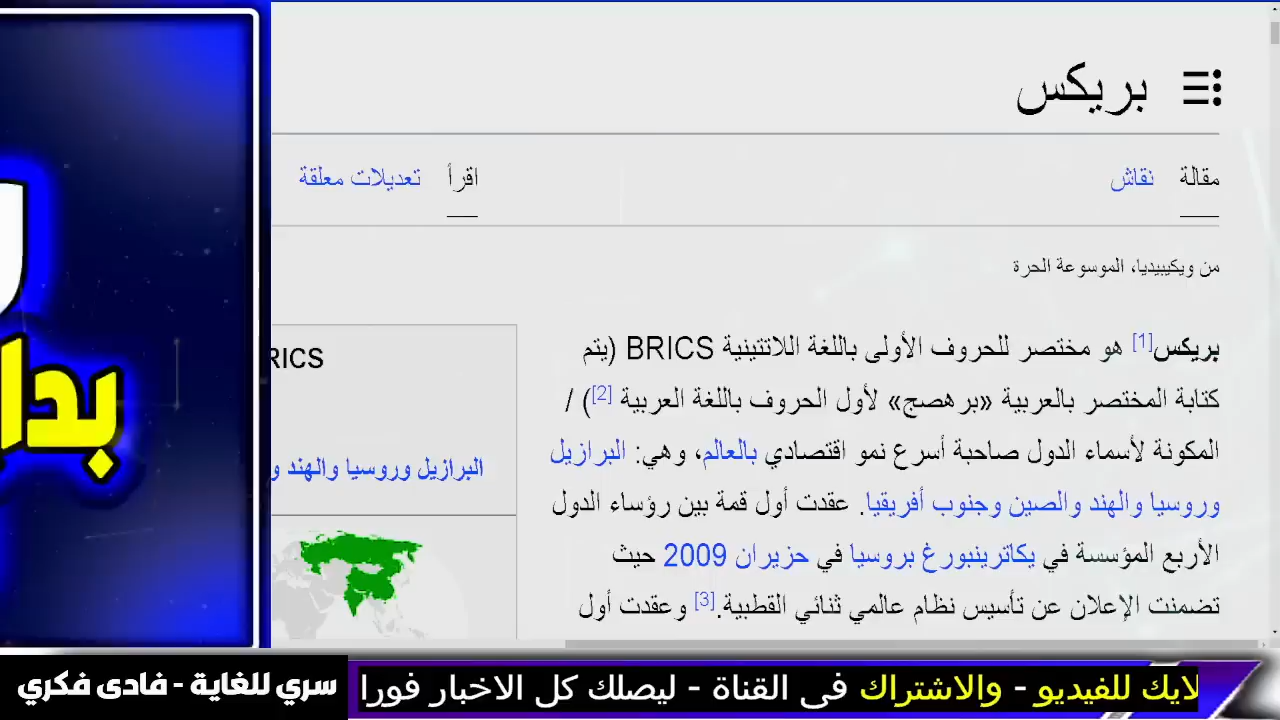 بريكس
مقالة نقاش اقرأ تعديلات معلقة
من ويكيبيديا، الموسوعة الحرة
بريكس[1] هو مختصر للحروف الأولى باللغة اللاتتينية BRICS (يتم
كتابة المختصر بالعربية «برهصج» لأول الحروف باللغة العربية [2]) /
المكونة لأسماء الدول صاحبة أسرع نمو اقتصادي بالعالم، وهي: البرازيل
وروسيا والهند والصين وجنوب أفريقيا. عقدت أول قمة بين رؤساء الدول
الأربع المؤسسة في يكاترينبورغ بروسيا في حزيران 2009 حيث
تضمنت الإعلان عن تأسيس نظام عالمي ثنائي القطبية.[3] وعقدت أول
RICS
البرازيل وروسيا والهند و
بدا
لايك للفيديو - والاشتراك فى القناة - ليصلك كل الاخبار فورا
سري للغاية - فادى فكري